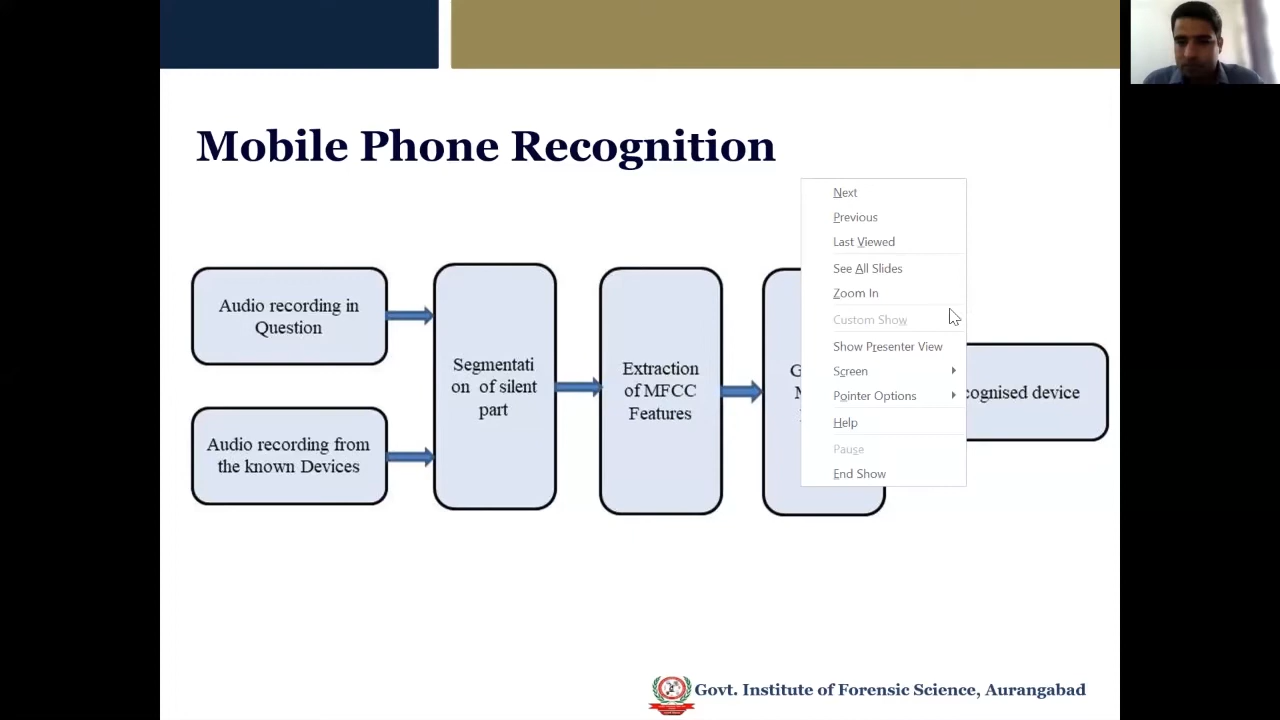 Mobile Phone Recognition
Next
Previous
Last Viewed
See All Slides
Zoom In
Custom Show
Show Presenter View
Screen
Pointer Options
Help
Pause
End Show
Audio recording in
Question
Audio recording from
the known Devices
Segmentati
on of silent
part
Extraction
of MFCC
Features
device
Govt. Institute of Forensic Science, Aurangabad